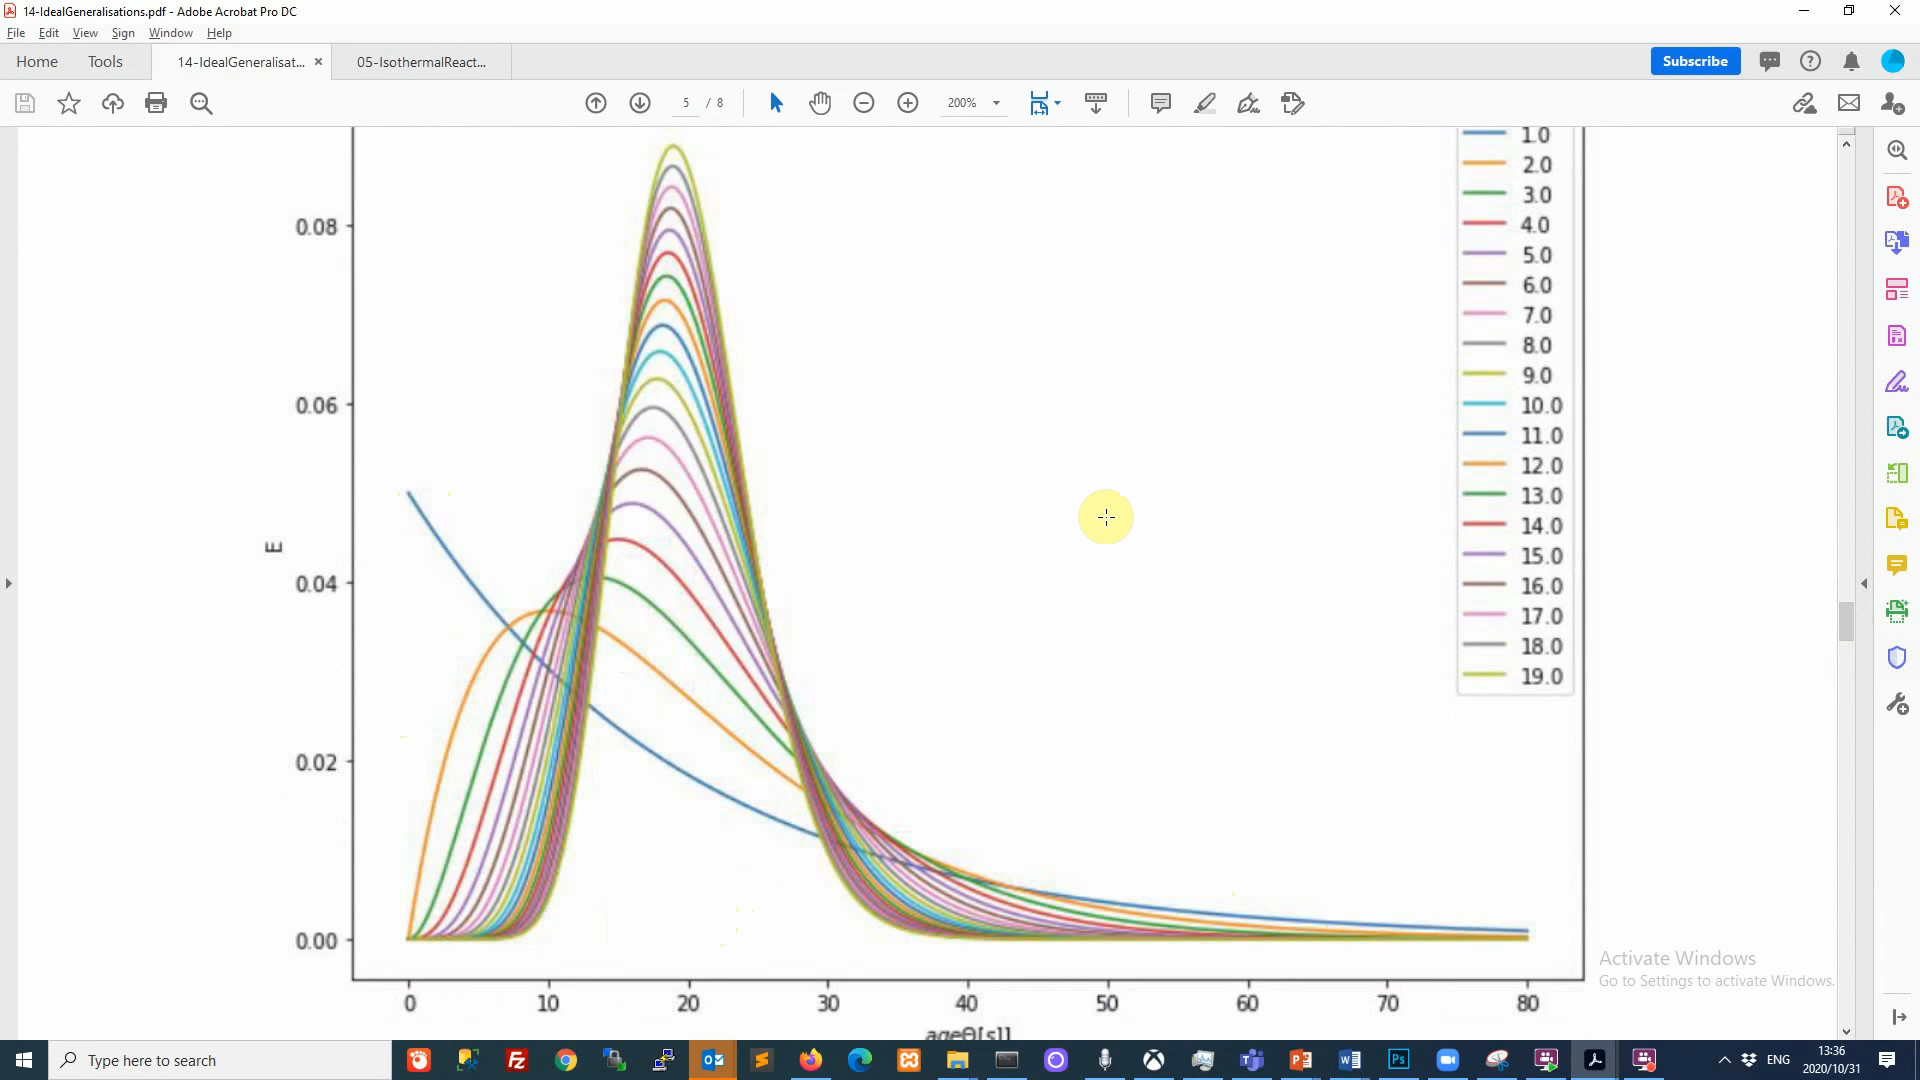 14-IdealGeneralisations.pdf - Adobe Acrobat Pro DC
File Edit View Sign Window Help
Home Tools 14-IdealGeneralisat... × 05-IsothermalReact... Subscribe
5 / 8 200%
1.0
2.0
3.0
4.0
5.0
6.0
7.0
8.0
9.0
10.0
11.0
12.0
13.0
14.0
15.0
16.0
17.0
18.0
19.0
0.08
0.06
E
0.04
0.02
0.00
0 10 20 30 40 50 60 70 80
ageθ[s]]
Activate Windows
Go to Settings to activate Windows.
Type here to search
ENG
13:36
2020/10/31